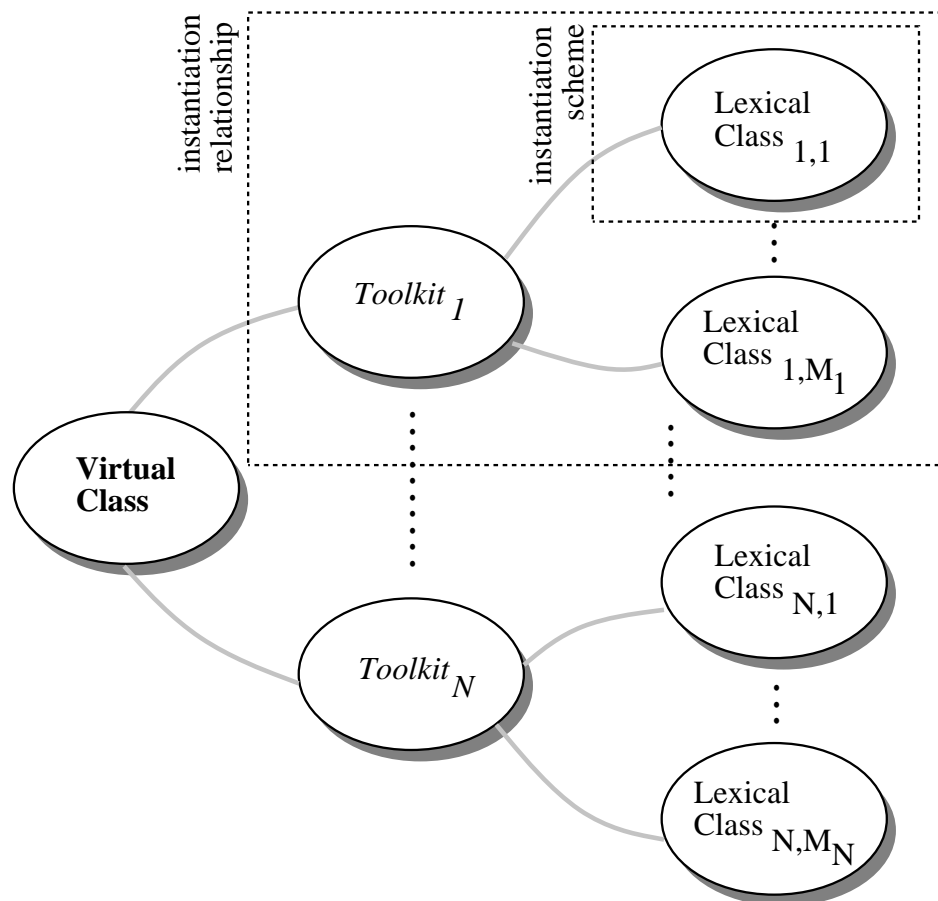 instantiation
relationship
instantiation
scheme
Lexical
Class 1,1
Toolkit 1
Lexical
Class 1,M1
Virtual
Class
Lexical
Class N,1
Toolkit N
Lexical
Class N,MN